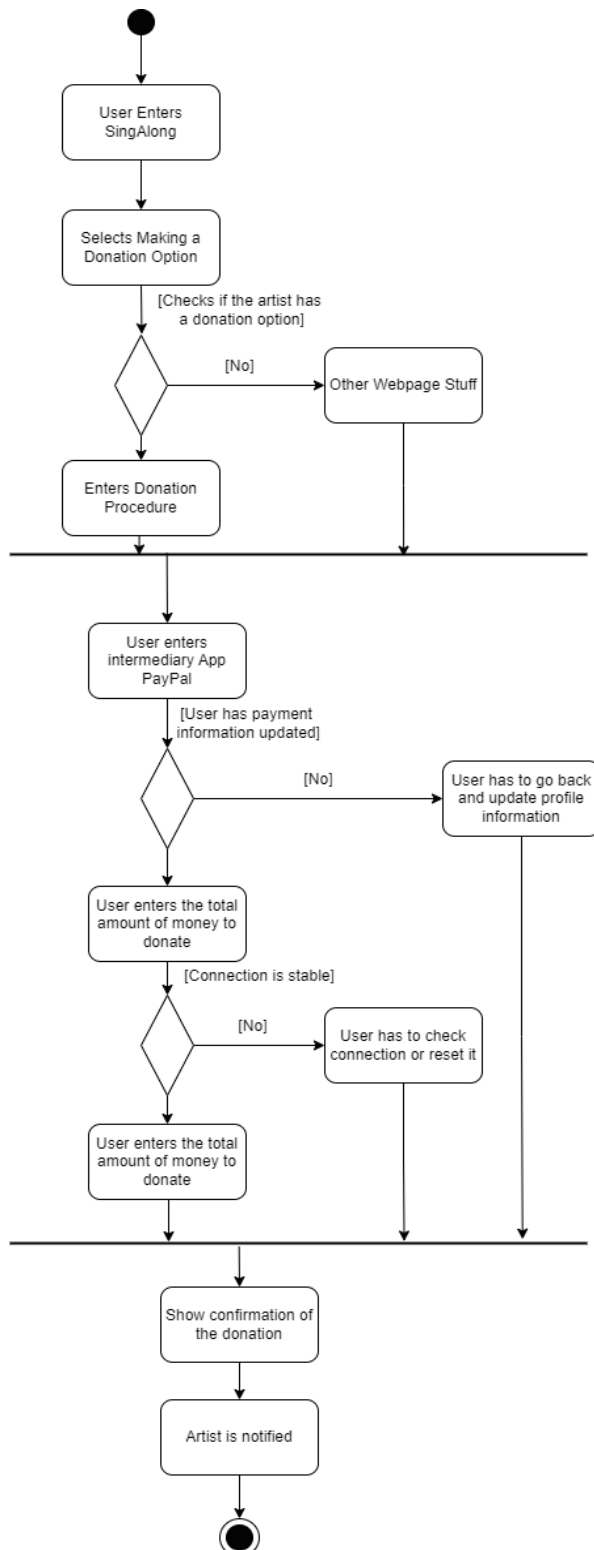 User Enters
SingAlong
Selects Making a
Donation Option
[Checks if the artist has
a donation option]
[No]
Other Webpage Stuff
Enters Donation
Procedure
User enters
intermediary App
PayPal
[User has payment
information updated]
[No]
User has to go back
and update profile
information
User enters the total
amount of money to
donate
[Connection is stable]
[No]
User has to check
connection or reset it
User enters the total
amount of money to
donate
Show confirmation of
the donation
Artist is notified